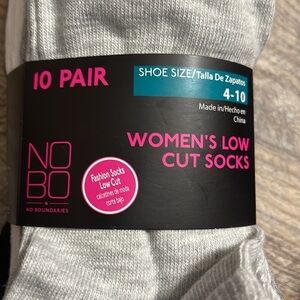 10 PAIR
SHOE SIZE/Talla De Zapatos
4-10
Made in/Hecho en
China
WOMEN'S LOW
CUT SOCKS
NO
BO
NO BOUNDARIES
Fashion Socks
Low Cut
calcetines de moda
corte bajo